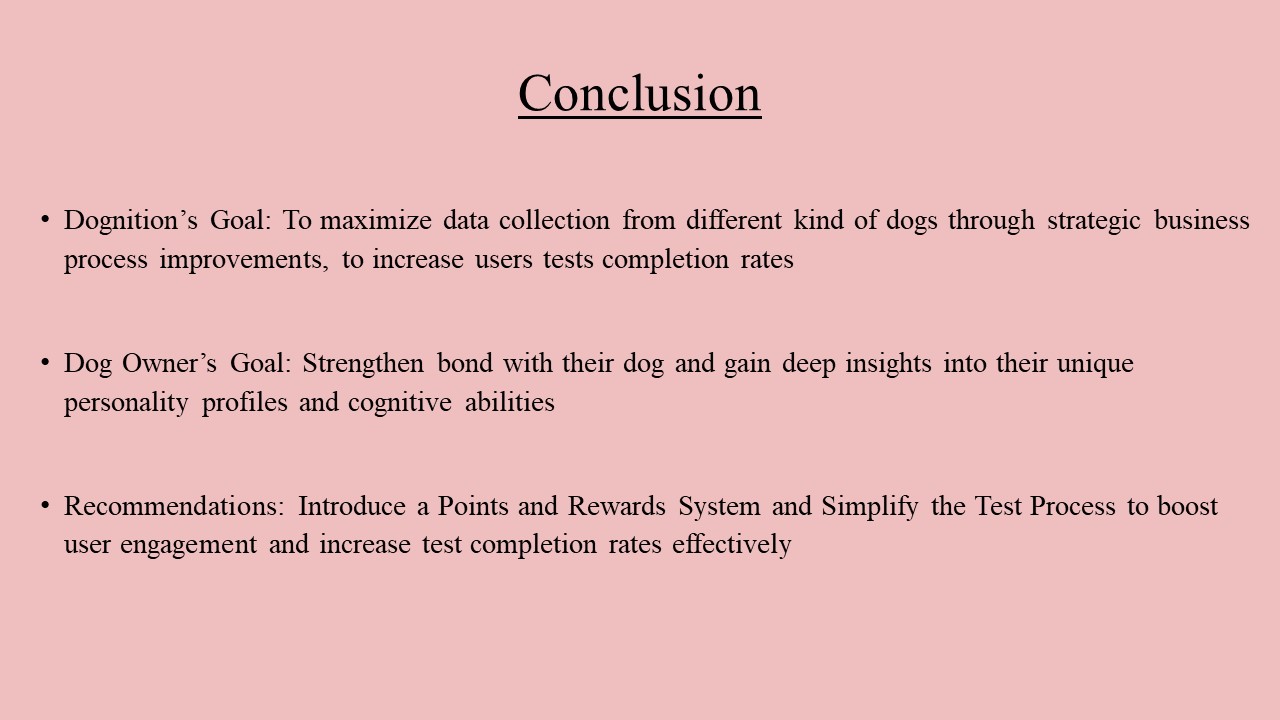 Conclusion
• Dognition’s Goal: To maximize data collection from different kind of dogs through strategic business
process improvements, to increase users tests completion rates
• Dog Owner’s Goal: Strengthen bond with their dog and gain deep insights into their unique
personality profiles and cognitive abilities
• Recommendations: Introduce a Points and Rewards System and Simplify the Test Process to boost
user engagement and increase test completion rates effectively